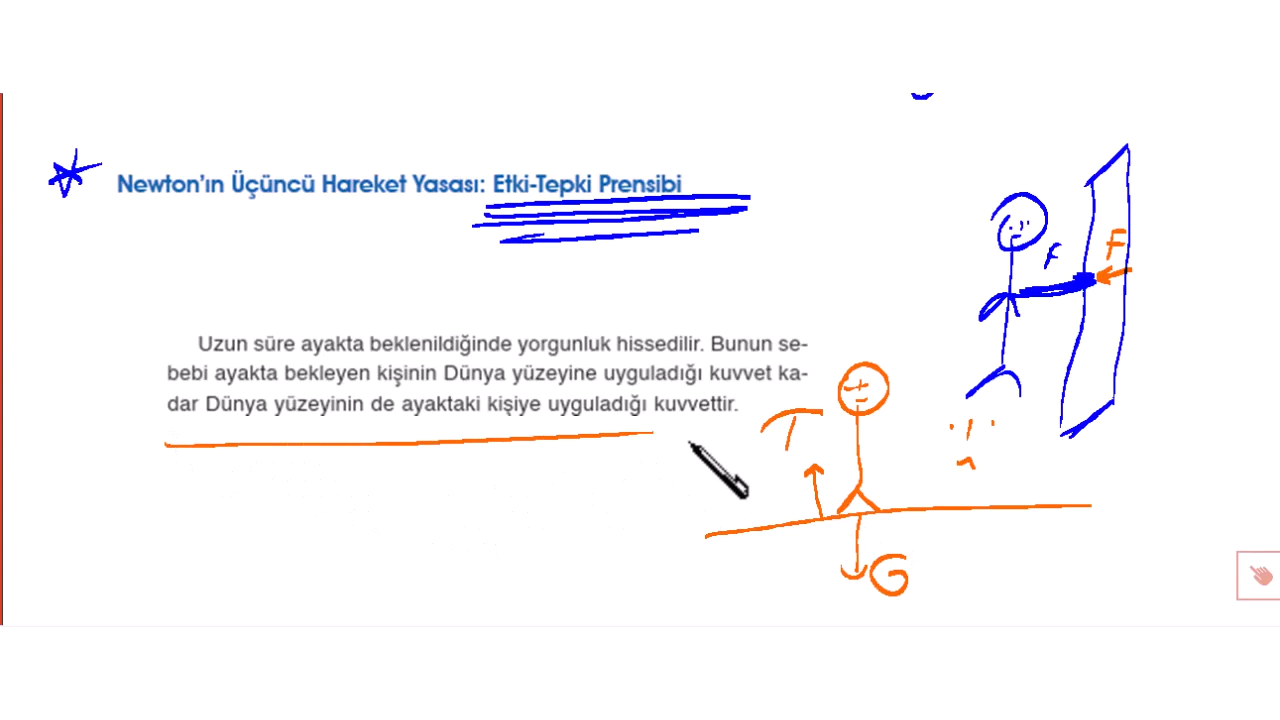 Newton'ın Üçüncü Hareket Yasası: Etki-Tepki Prensibi
F
F
Uzun süre ayakta beklenildiğinde yorgunluk hissedilir. Bunun se-
bebi ayakta bekleyen kişinin Dünya yüzeyine uyguladığı kuvvet ka-
dar Dünya yüzeyinin de ayaktaki kişiye uyguladığı kuvvettir.
T
G